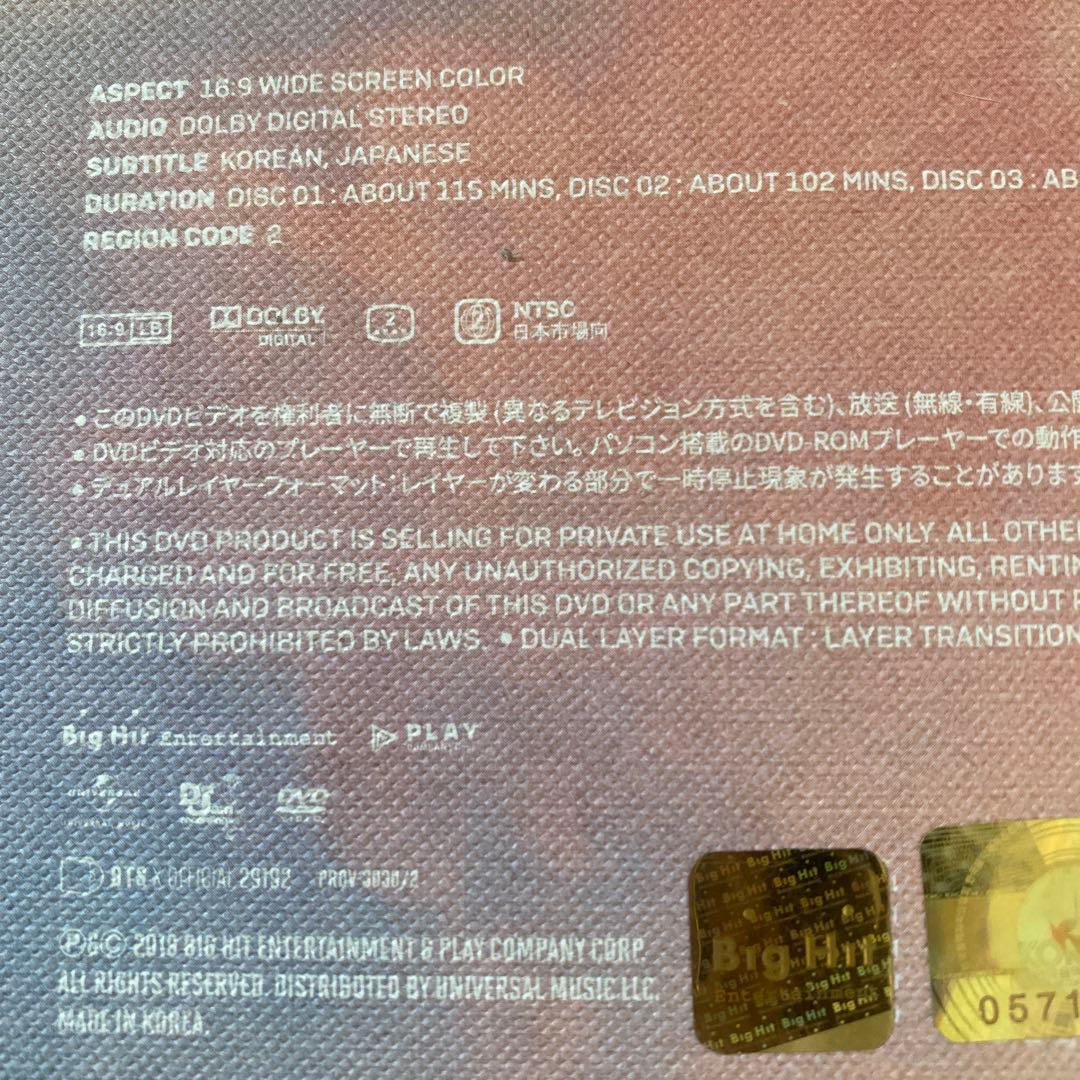 ASPECT 16:9 WIDE SCREEN COLOR
AUDIO DOLBY DIGITAL STEREO
SUBTITLE KOREAN, JAPANESE
DURATION DISC 01 : ABOUT 115 MINS, DISC 02 : ABOUT 102 MINS, DISC 03 : AB
REGION CODE 2
16:9 LB
DOLBY DIGITAL
2
2
NTSC
日本市場向
●このDVDビデオを権利者に無断で複製(異なるテレビジョン方式を含む)、放送(無線・有線)、公開
●DVDビデオ対応のプレーヤーで再生して下さい。パソコン搭載のDVD-ROMプレーヤーでの動作
●デュアルレイヤーフォーマット:レイヤーが変わる部分で一時停止現象が発生することがあります
●THIS DVD PRODUCT IS SELLING FOR PRIVATE USE AT HOME ONLY. ALL OTHE
CHARGED AND FOR FREE, ANY UNAUTHORIZED COPYING, EXHIBITING, RENTIN
DIFFUSION AND BROADCAST OF THIS DVD OR ANY PART THEREOF WITHOUT
STRICTLY PROHIBITED BY LAWS. ● DUAL LAYER FORMAT : LAYER TRANSITION
Big Hit Entertainment
PLAY
UNIVERSAL
UNIVERSAL MUSIC
Def Jam
DVD
BTS X OFFICIAL 29192
Ⓟ&© 2018 BIG HIT ENTERTAINMENT & PLAY COMPANY CORP.
ALL RIGHTS RESERVED. DISTRIBUTED BY UNIVERSAL MUSIC LLC.
MADE IN KOREA.
Big Hit
Entertainment
0571